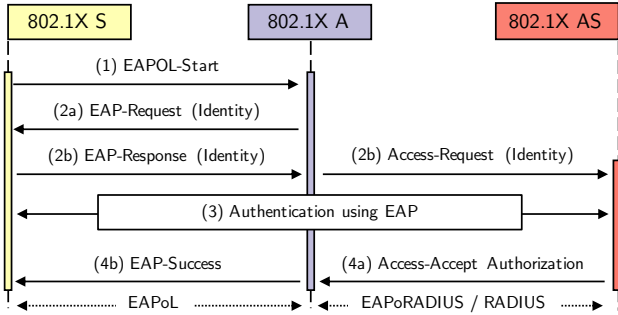 802.1X S
802.1X A
802.1X AS
(1) EAPOL-Start
(2a) EAP-Request (Identity)
(2b) EAP-Response (Identity)
(2b) Access-Request (Identity)
(3) Authentication using EAP
(4b) EAP-Success
(4a) Access-Accept Authorization
EAPoL
EAPoRADIUS / RADIUS